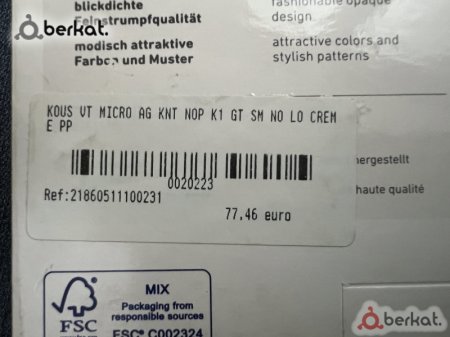 berkat.
blickdichte
Feinstrumpfqualität
modisch attraktive
Farben und Muster
fashionable opaque
design
attractive colors and
stylish patterns
KOUS VT MICRO AG KNT NOP K1 GT SM NO LO CREM
E PP
0020223
Ref:21860511100231
77,46 euro
hergestellt
haute qualité
MIX
Packaging from
responsible sources
FSC® C002324
FSC
berkat.